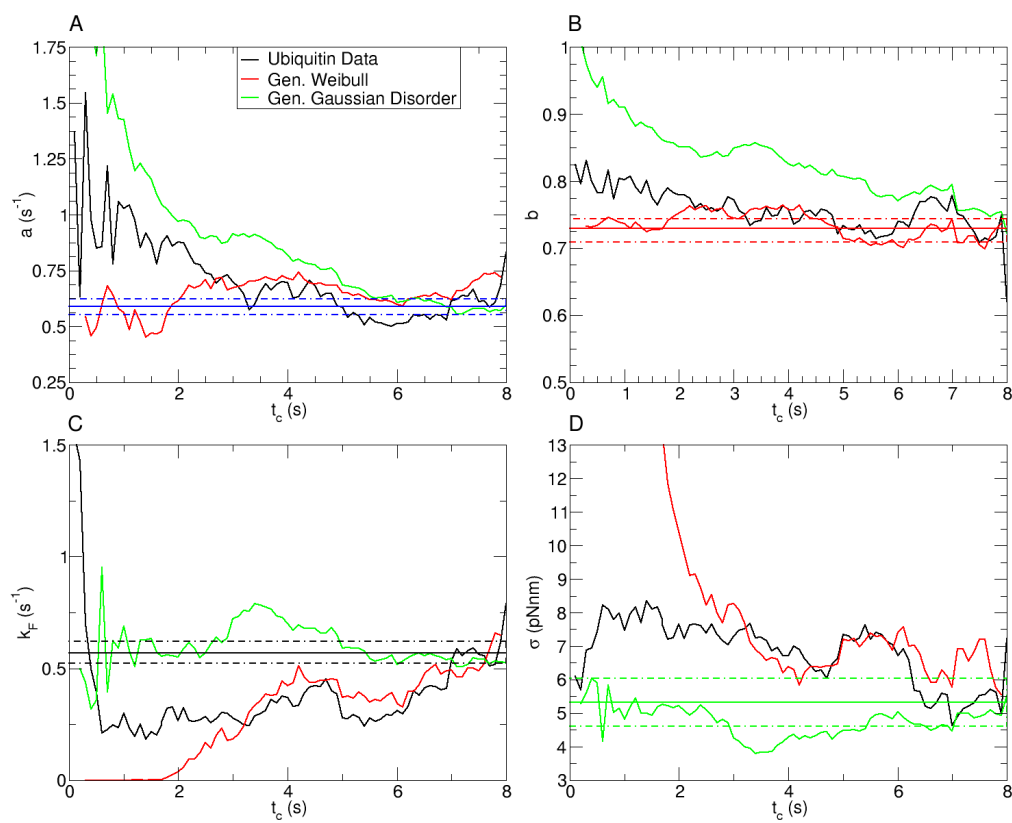 A
1.75
1.5
1.25
1
0.75
0.5
0.25
a (s⁻¹)
Ubiquitin Data
Gen. Weibull
Gen. Gaussian Disorder
0 2 4 6 8
t_c (s)
B
1
0.9
0.8
0.7
0.6
0.5
b
0 1 2 3 4 5 6 7 8
t_c (s)
C
1.5
1
0.5
0
k_F (s⁻¹)
0 2 4 6 8
t_c (s)
D
13
12
11
10
9
8
7
6
5
4
3
σ (pNnm)
0 2 4 6 8
t_c (s)